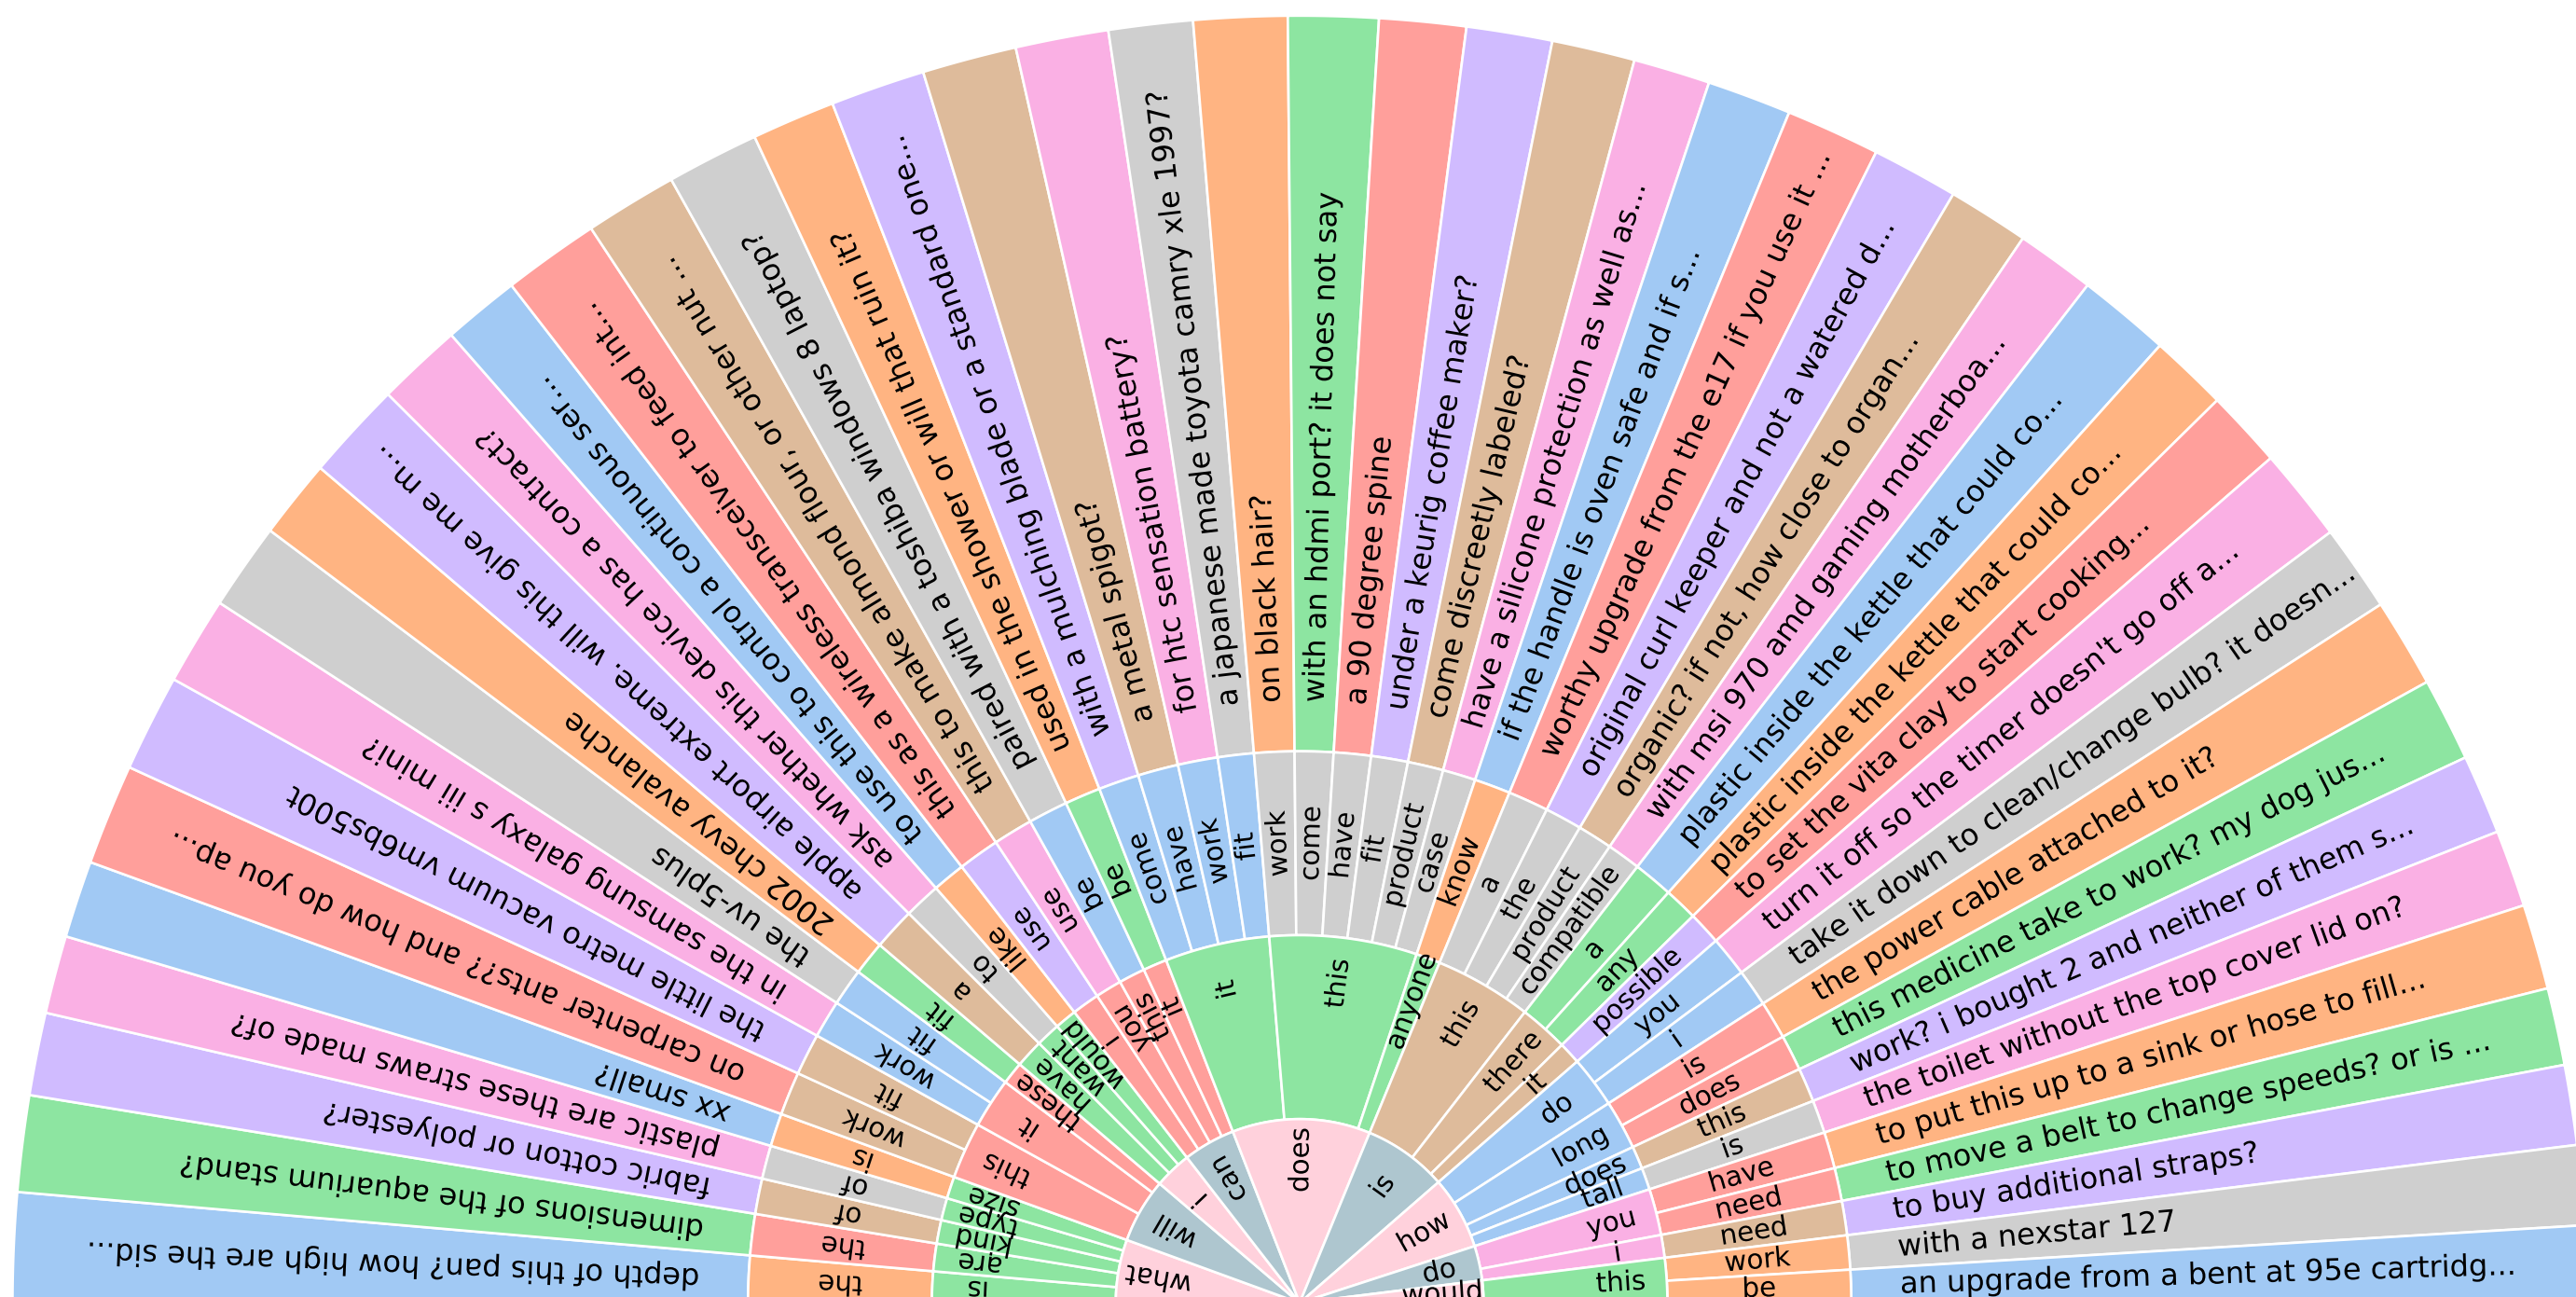 what
will
i
can
does
is
how
do
would
is
are
kind
type
size
this
it
these
have
want
would
i
you
this
it
it
this
anyone
this
there
it
do
long
does
tall
you
i
this
the
the
of
of
is
work
fit
work
fit
fit
a
to
like
use
use
be
be
come
have
work
fit
work
come
have
fit
product
case
know
a
the
product
compatible
a
any
possible
you
i
is
does
this
is
have
need
need
work
be
depth of this pan? how high are the sid...
dimensions of the aquarium stand?
fabric cotton or polyester?
plastic are these straws made of?
xx small?
on carpenter ants?? and how do you ap...
the little metro vacuum vm6bs500t
in the samsung galaxy s iii mini?
the uv-5plus
2002 chevy avalanche
apple airport extreme. will this give me m...
ask whether this device has a contract?
to use this to control a continuous ser...
this as a wireless transceiver to feed int...
this to make almond flour, or other nut ...
paired with a toshiba windows 8 laptop?
used in the shower or will that ruin it?
with a mulching blade or a standard one...
a metal spigot?
for htc sensation battery?
a japanese made toyota camry xle 1997?
on black hair?
with an hdmi port? it does not say
a 90 degree spine
under a keurig coffee maker?
come discreetly labeled?
have a silicone protection as well as...
if the handle is oven safe and if s...
worthy upgrade from the e17 if you use it ...
original curl keeper and not a watered d...
organic? if not, how close to organ...
with msi 970 amd gaming motherboa...
plastic inside the kettle that could co...
plastic inside the kettle that could co...
to set the vita clay to start cooking...
turn it off so the timer doesn't go off a...
take it down to clean/change bulb? it doesn...
the power cable attached to it?
this medicine take to work? my dog jus...
work? i bought 2 and neither of them s...
the toilet without the top cover lid on?
to put this up to a sink or hose to fill...
to move a belt to change speeds? or is ...
to buy additional straps?
with a nexstar 127
an upgrade from a bent at 95e cartridg...